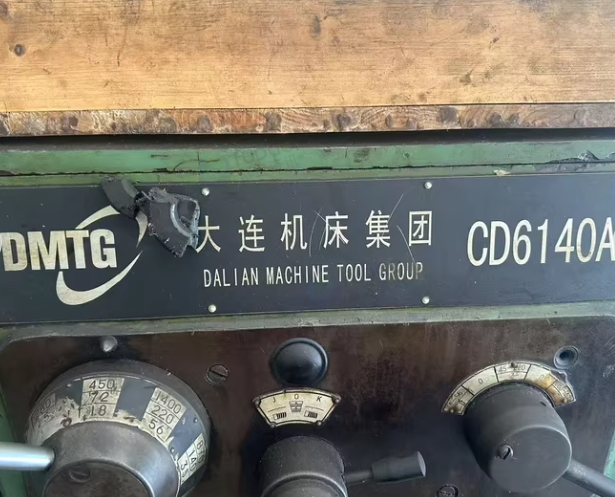 DMTG
大连机床集团
DALIAN MACHINE TOOL GROUP
CD6140A
450
72
18
1400
220
56